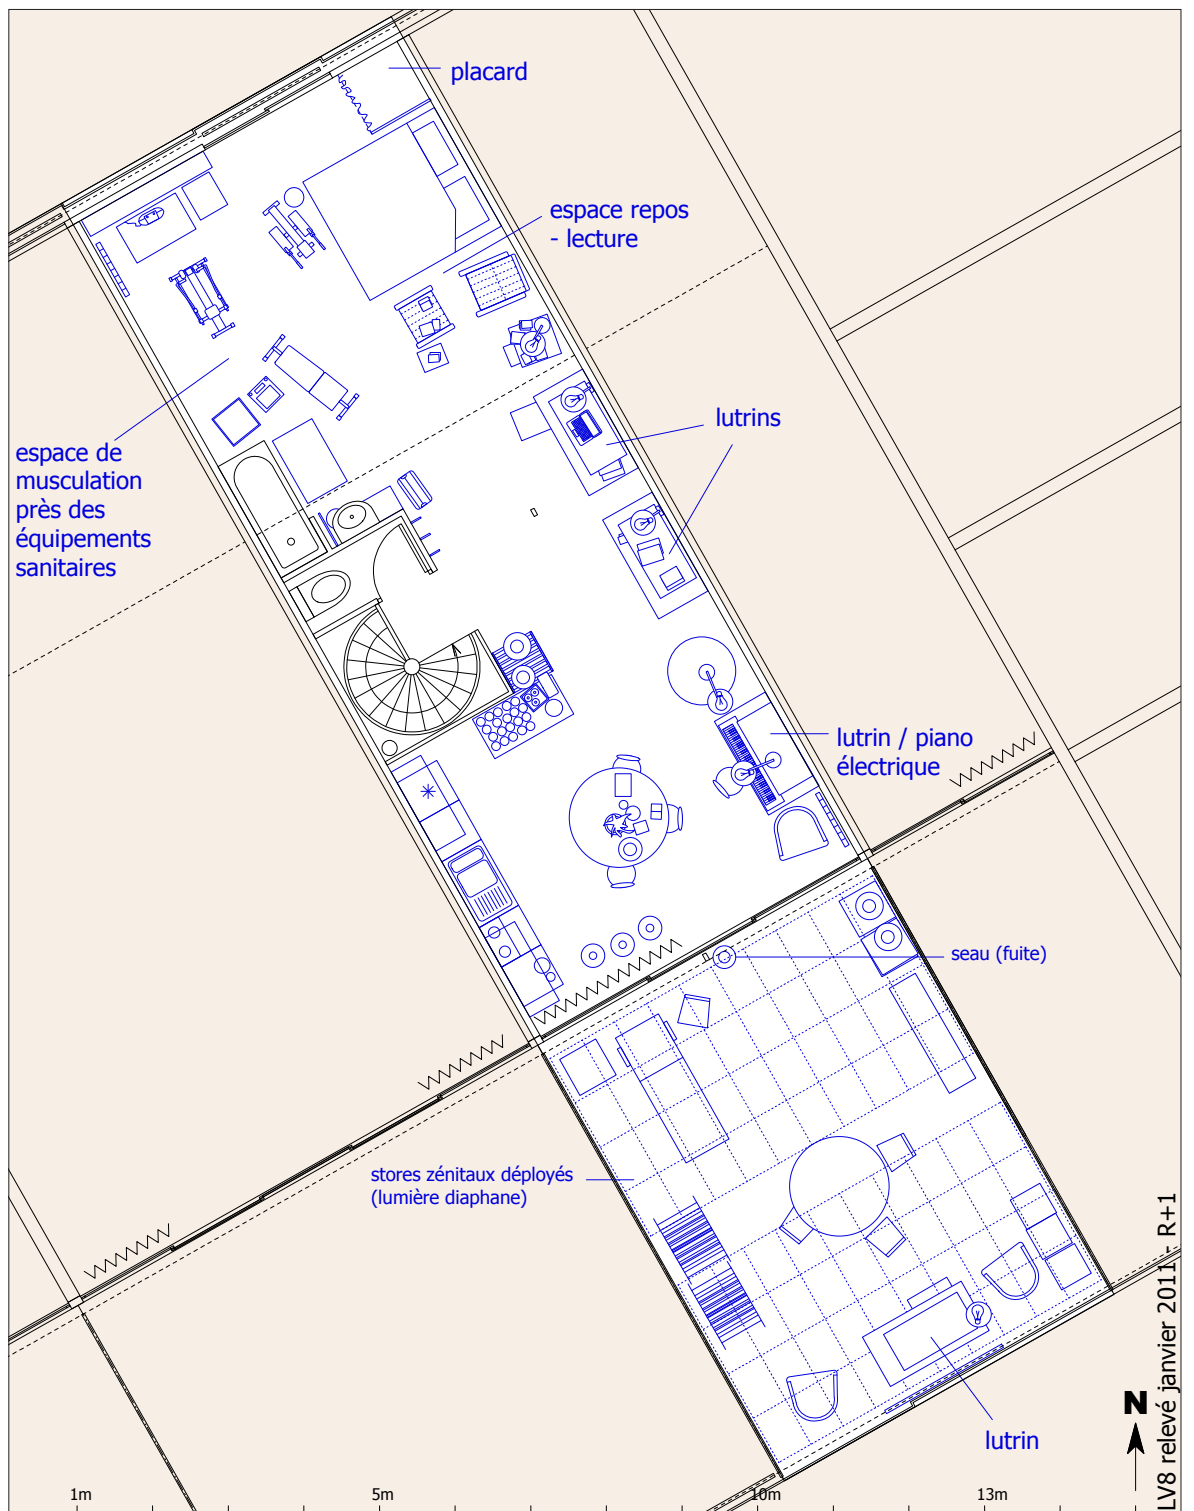 placard
espace repos
- lecture
lutrins
espace de
musculation
près des
équipements
sanitaires
lutrin / piano
électrique
seau (fuite)
stores zénitaux déployés
(lumière diaphane)
lutrin
N
LV8 relevé janvier 2011 - R+1
1m
5m
10m
13m